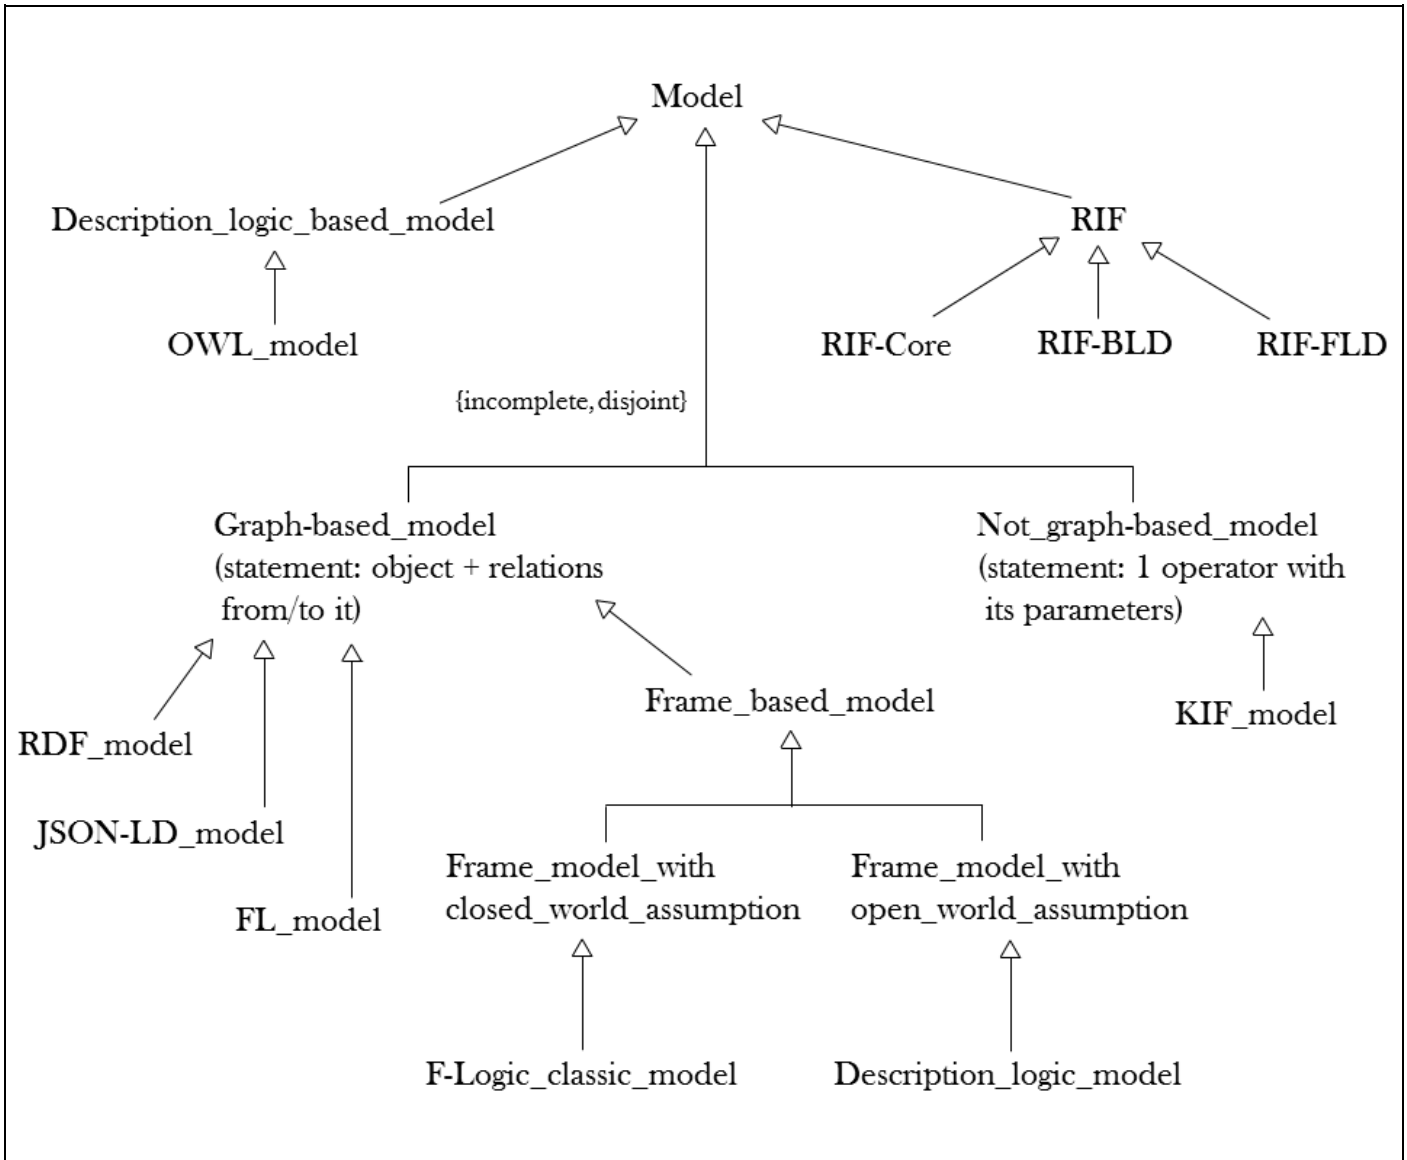 Model
Description_logic_based_model
RIF
OWL_model
RIF-Core
RIF-BLD
RIF-FLD
{incomplete, disjoint}
Graph-based_model
(statement: object + relations
from/to it)
Not_graph-based_model
(statement: 1 operator with
its parameters)
Frame_based_model
KIF_model
RDF_model
JSON-LD_model
FL_model
Frame_model_with
closed_world_assumption
Frame_model_with
open_world_assumption
F-Logic_classic_model
Description_logic_model